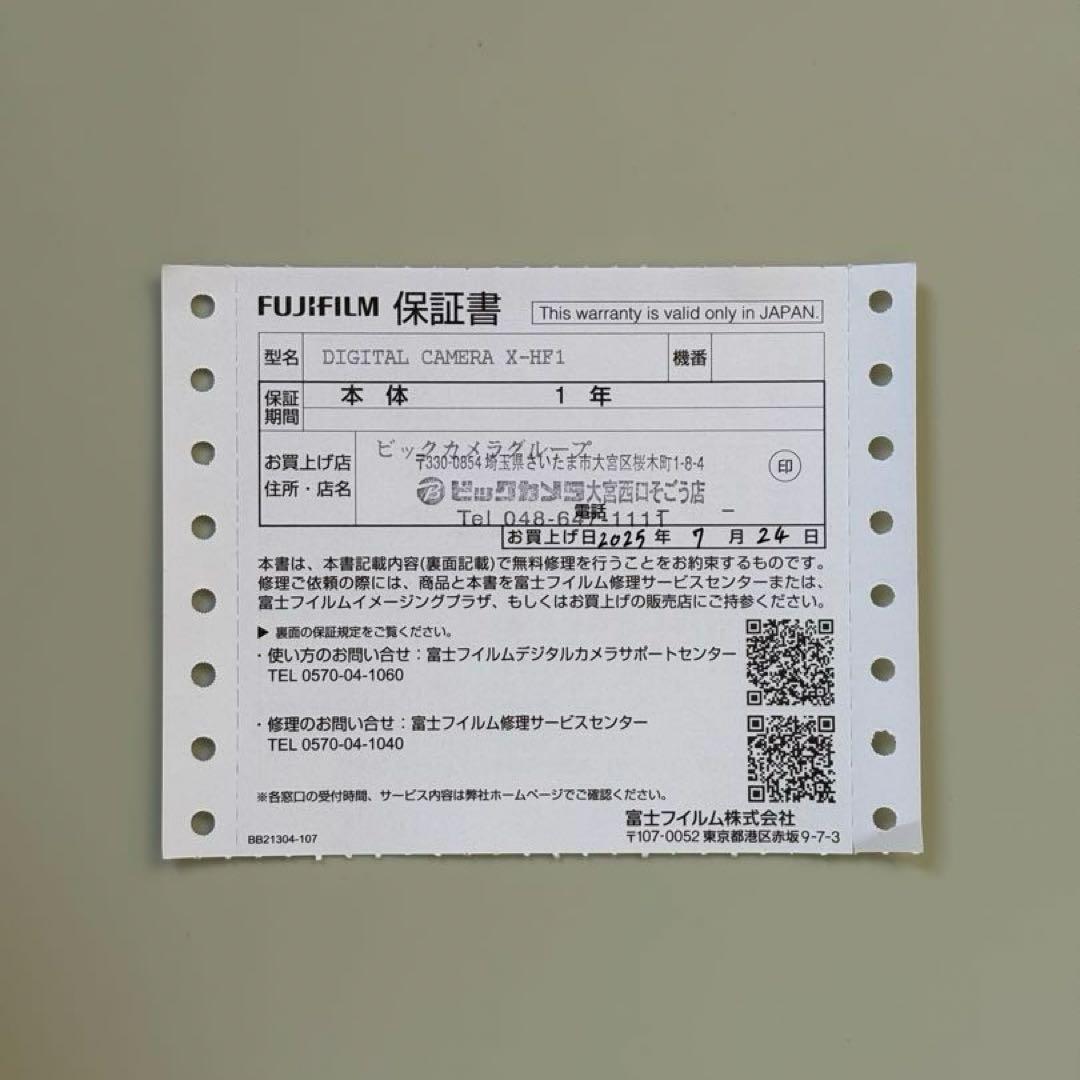 FUJIFILM 保証書 This warranty is valid only in JAPAN.
型名 DIGITAL CAMERA X-HF1 機番
保証期間 本体 1年
ビックカメラグループ
お買上げ店 〒330-0854 埼玉県さいたま市大宮区桜木町1-8-4 印
住所・店名 ビックカメラ大宮西口そごう店
電話 −
Tel 048-647-1111
お買上げ日 2025 年 7 月 24 日
本書は、本書記載内容(裏面記載)で無料修理を行うことをお約束するものです。
修理ご依頼の際には、商品と本書を富士フイルム修理サービスセンターまたは、
富士フイルムイメージングプラザ、もしくはお買上げの販売店にご持参ください。
▶ 裏面の保証規定をご覧ください。
・使い方のお問い合せ：富士フイルムデジタルカメラサポートセンター
TEL 0570-04-1060
・修理のお問い合せ：富士フイルム修理サービスセンター
TEL 0570-04-1040
※各窓口の受付時間、サービス内容は弊社ホームページでご確認ください。
富士フイルム株式会社
BB21304-107 〒107-0052 東京都港区赤坂9-7-3